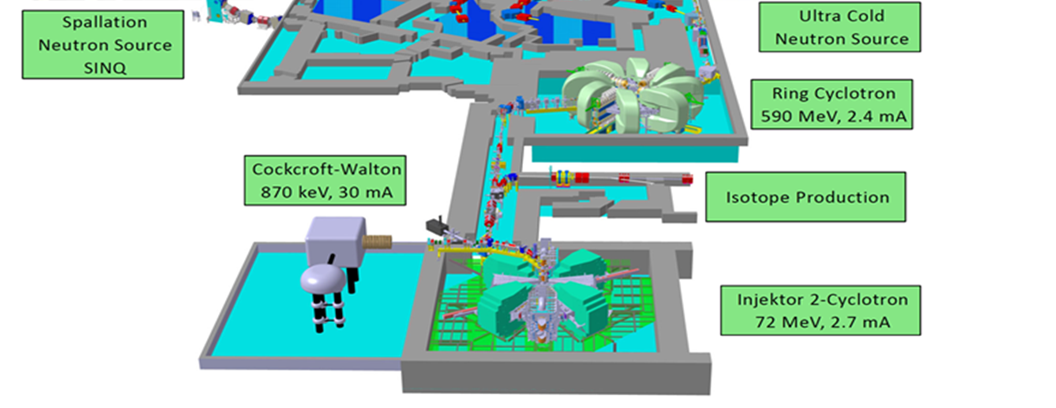 Spallation
Neutron Source
SINQ
Ultra Cold
Neutron Source
Ring Cyclotron
590 MeV, 2.4 mA
Cockcroft-Walton
870 keV, 30 mA
Isotope Production
Injektor 2-Cyclotron
72 MeV, 2.7 mA